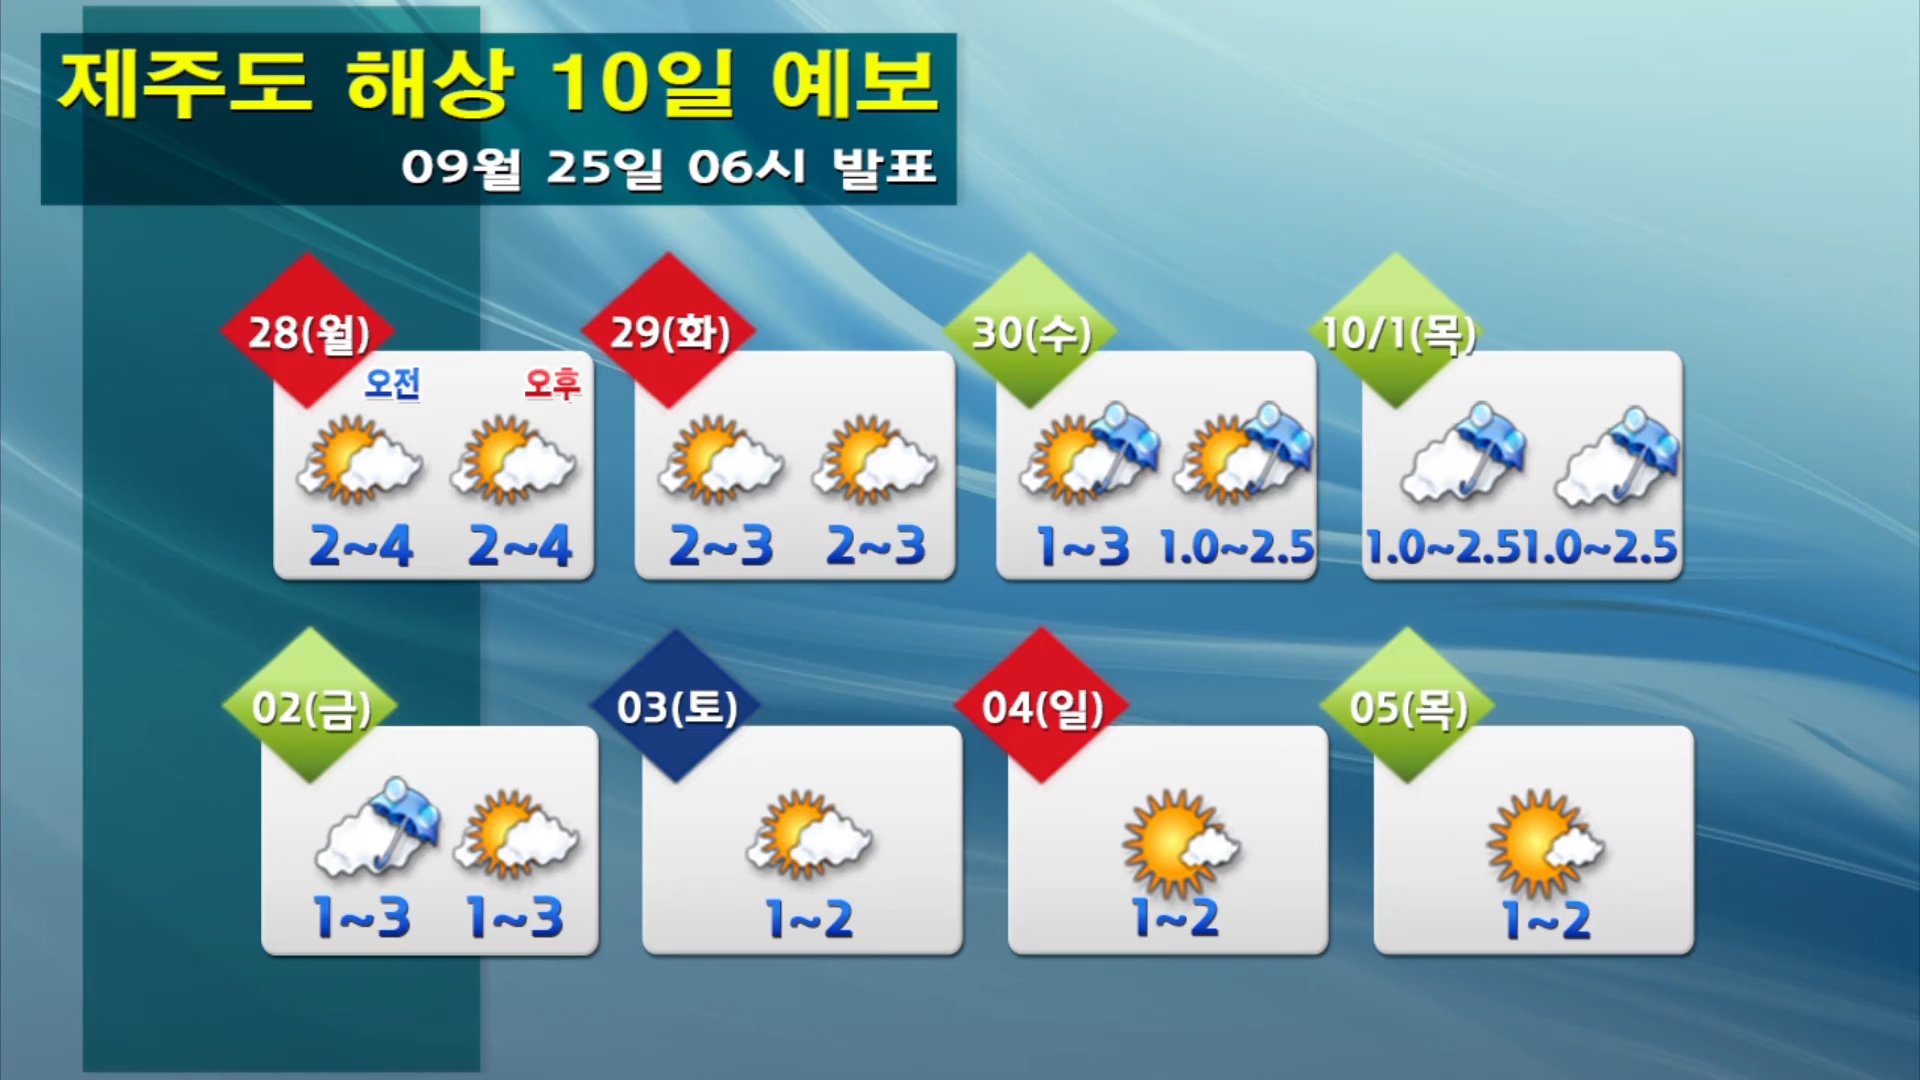 제주도 해상 10일 예보
09월 25일 06시 발표
28(월) 29(화) 30(수) 10/1(목)
오전 오후
2~4 2~4 2~3 2~3 1~3 1.0~2.5 1.0~2.5 1.0~2.5
02(금) 03(토) 04(일) 05(목)
1~3 1~3 1~2 1~2 1~2